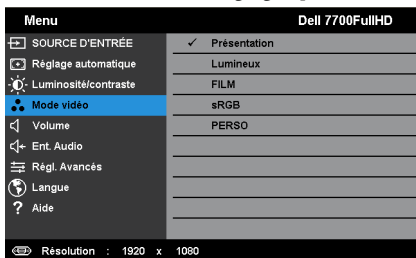 Menu
Dell 7700FullHD
SOURCE D'ENTRÉE
✓ Présentation
Réglage automatique
Lumineux
Luminosité/contraste
FILM
Mode vidéo
sRGB
Volume
PERSO
Ent. Audio
Régl. Avancés
Langue
? Aide
Résolution : 1920 x 1080